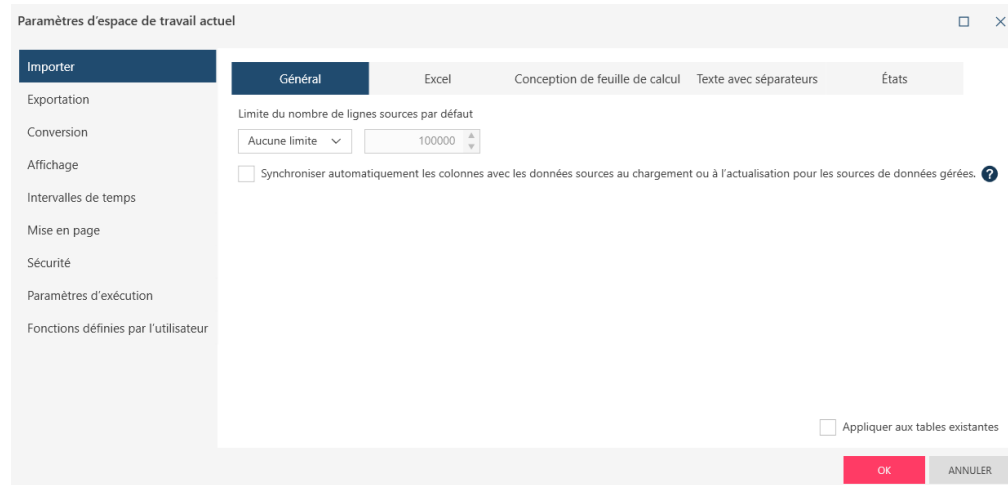 Paramètres d'espace de travail actuel
Importer
Exportation
Conversion
Affichage
Intervalles de temps
Mise en page
Sécurité
Paramètres d'exécution
Fonctions définies par l'utilisateur
Général Excel Conception de feuille de calcul Texte avec séparateurs États
Limite du nombre de lignes sources par défaut
Aucune limite 100000
Synchroniser automatiquement les colonnes avec les données sources au chargement ou à l'actualisation pour les sources de données gérées. ?
Appliquer aux tables existantes
OK ANNULER